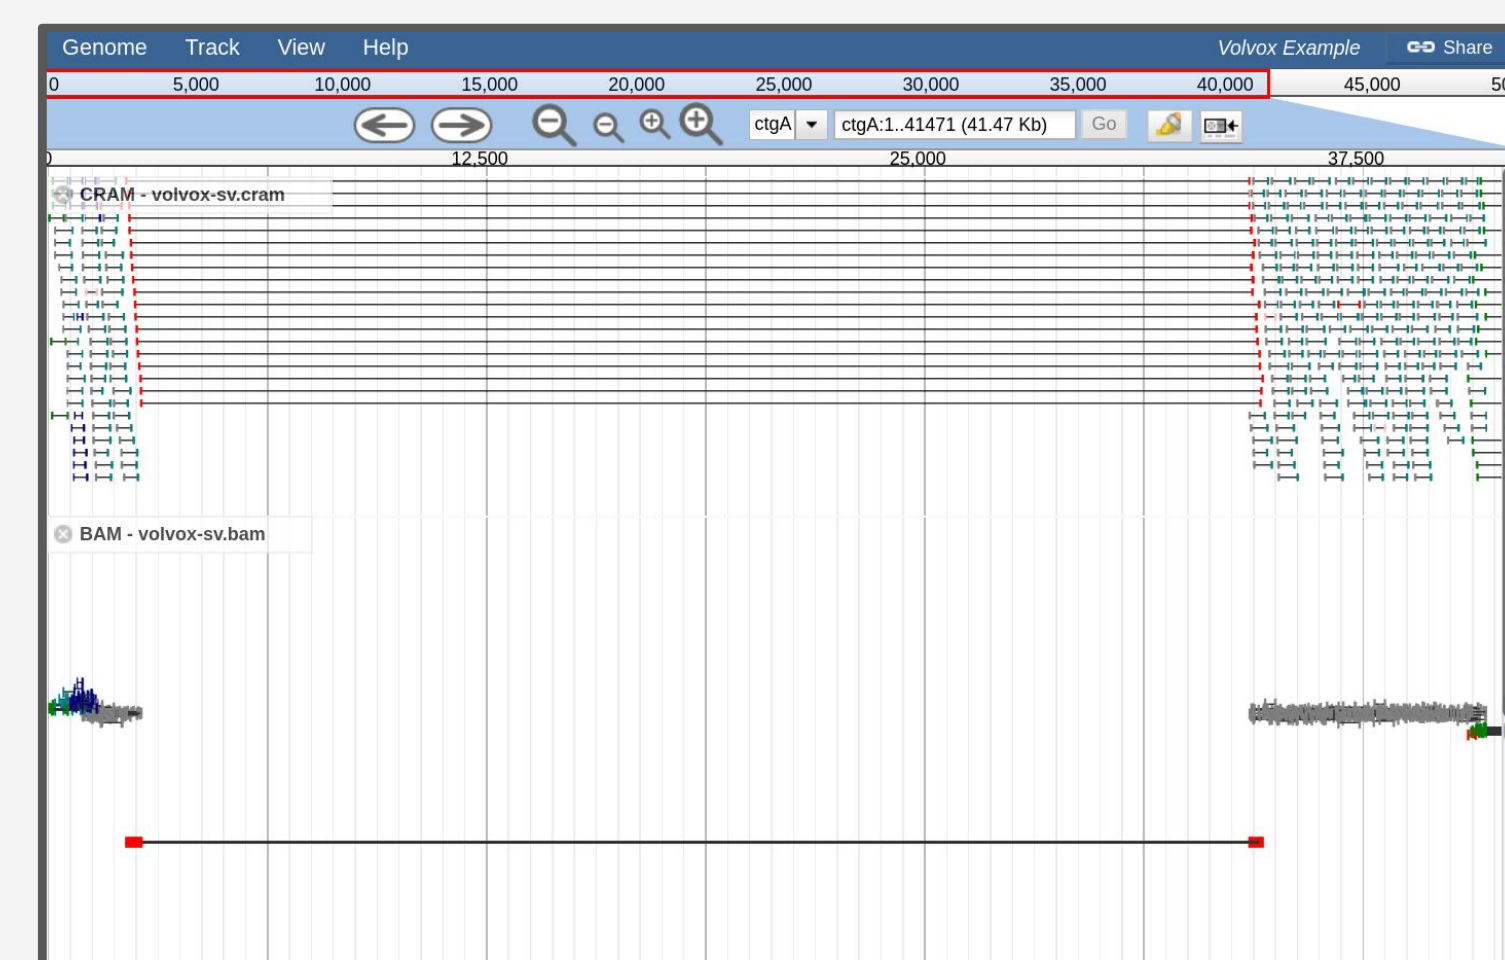 Genome Track View Help Volvox Example Share
0 5,000 10,000 15,000 20,000 25,000 30,000 35,000 40,000 45,000 50
ctgA ctgA:1..41471 (41.47 Kb) Go
0 12,500 25,000 37,500
CRAM - volvox-sv.cram
BAM - volvox-sv.bam